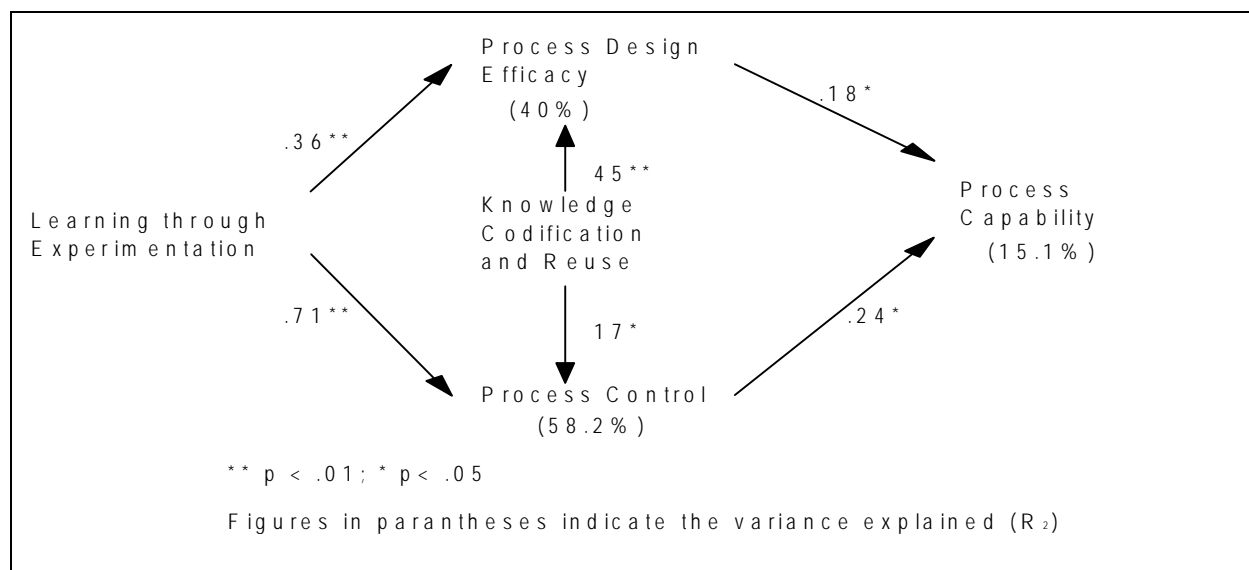 Process Design
Efficacy
(40%)
.18*
.36**
45**
Process
Capability
(15.1%)
Learning through
Experimentation
Knowledge
Codification
and Reuse
.71**
17*
.24*
Process Control
(58.2%)
** p < .01; * p< .05
Figures in parantheses indicate the variance explained (R2)